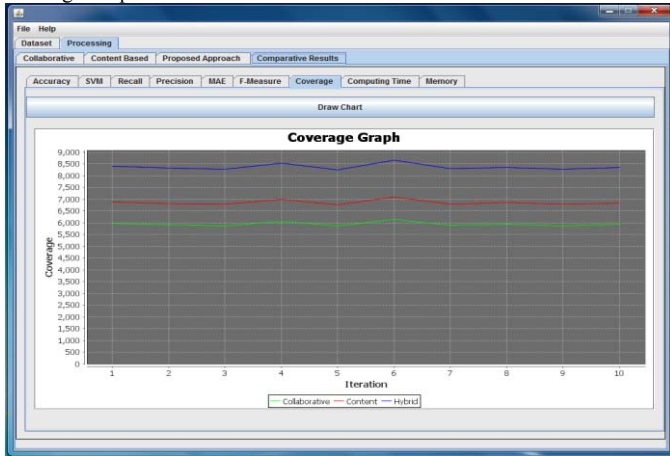 File Help
Dataset Processing
Collaborative Content Based Proposed Approach Comparative Results
Accuracy SVM Recall Precision MAE F-Measure Coverage Computing Time Memory
Draw Chart
Coverage Graph
9,000
8,500
8,000
7,500
7,000
6,500
6,000
5,500
5,000
4,500
4,000
3,500
3,000
2,500
2,000
1,500
1,000
500
0
Coverage
1 2 3 4 5 6 7 8 9 10
Iteration
Collaborative Content Hybrid